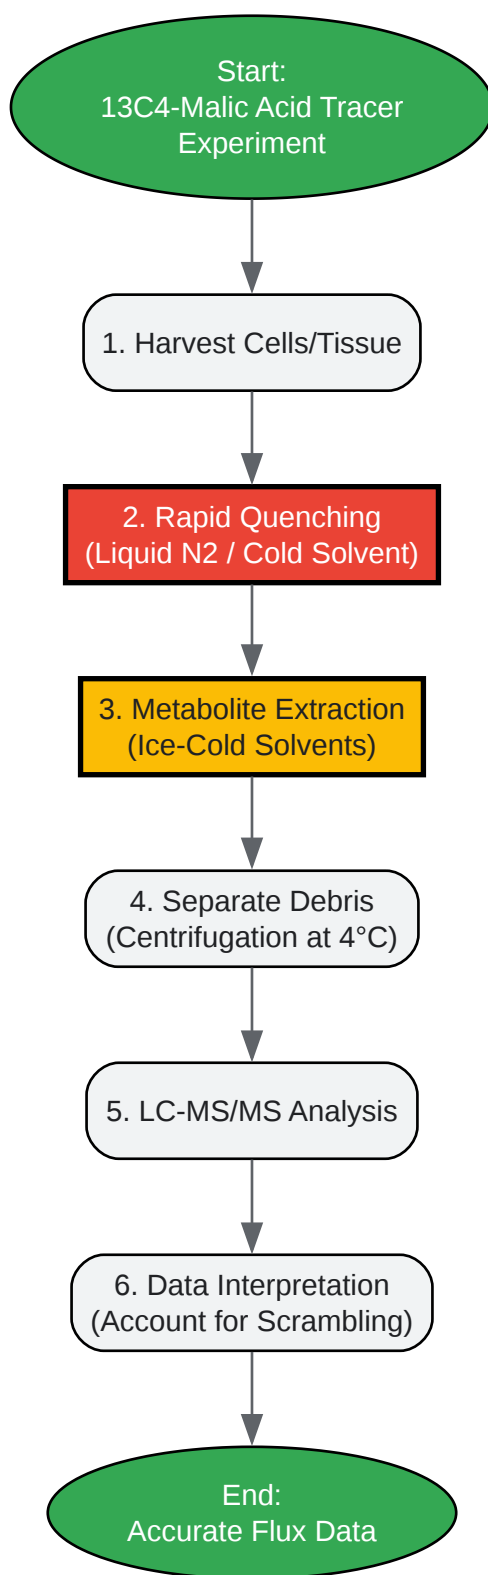 Start:
13C4-Malic Acid Tracer
Experiment
1. Harvest Cells/Tissue
2. Rapid Quenching
(Liquid N2 / Cold Solvent)
3. Metabolite Extraction
(Ice-Cold Solvents)
4. Separate Debris
(Centrifugation at 4°C)
5. LC-MS/MS Analysis
6. Data Interpretation
(Account for Scrambling)
End:
Accurate Flux Data